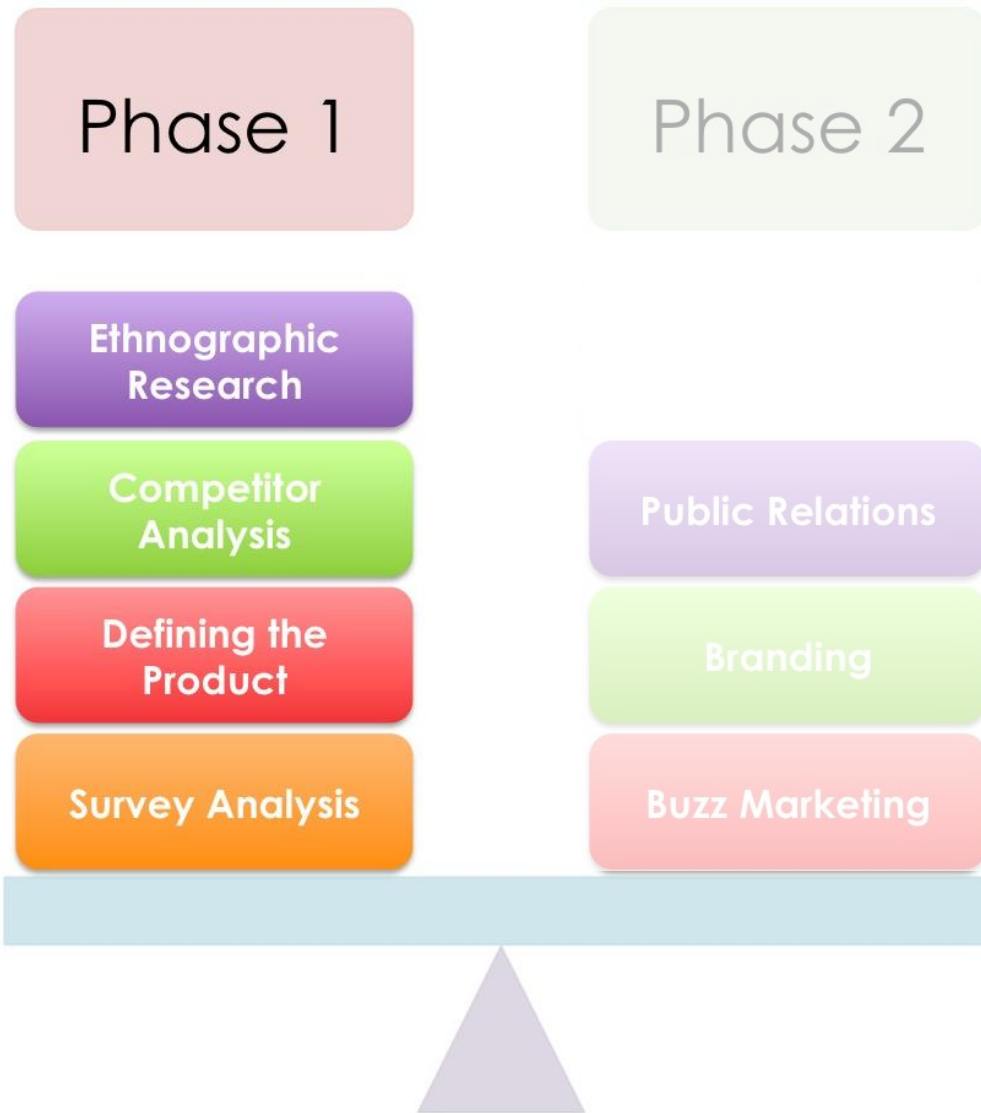 Phase 1
Phase 2
Ethnographic
Research
Competitor
Analysis
Defining the
Product
Survey Analysis
Public Relations
Branding
Buzz Marketing